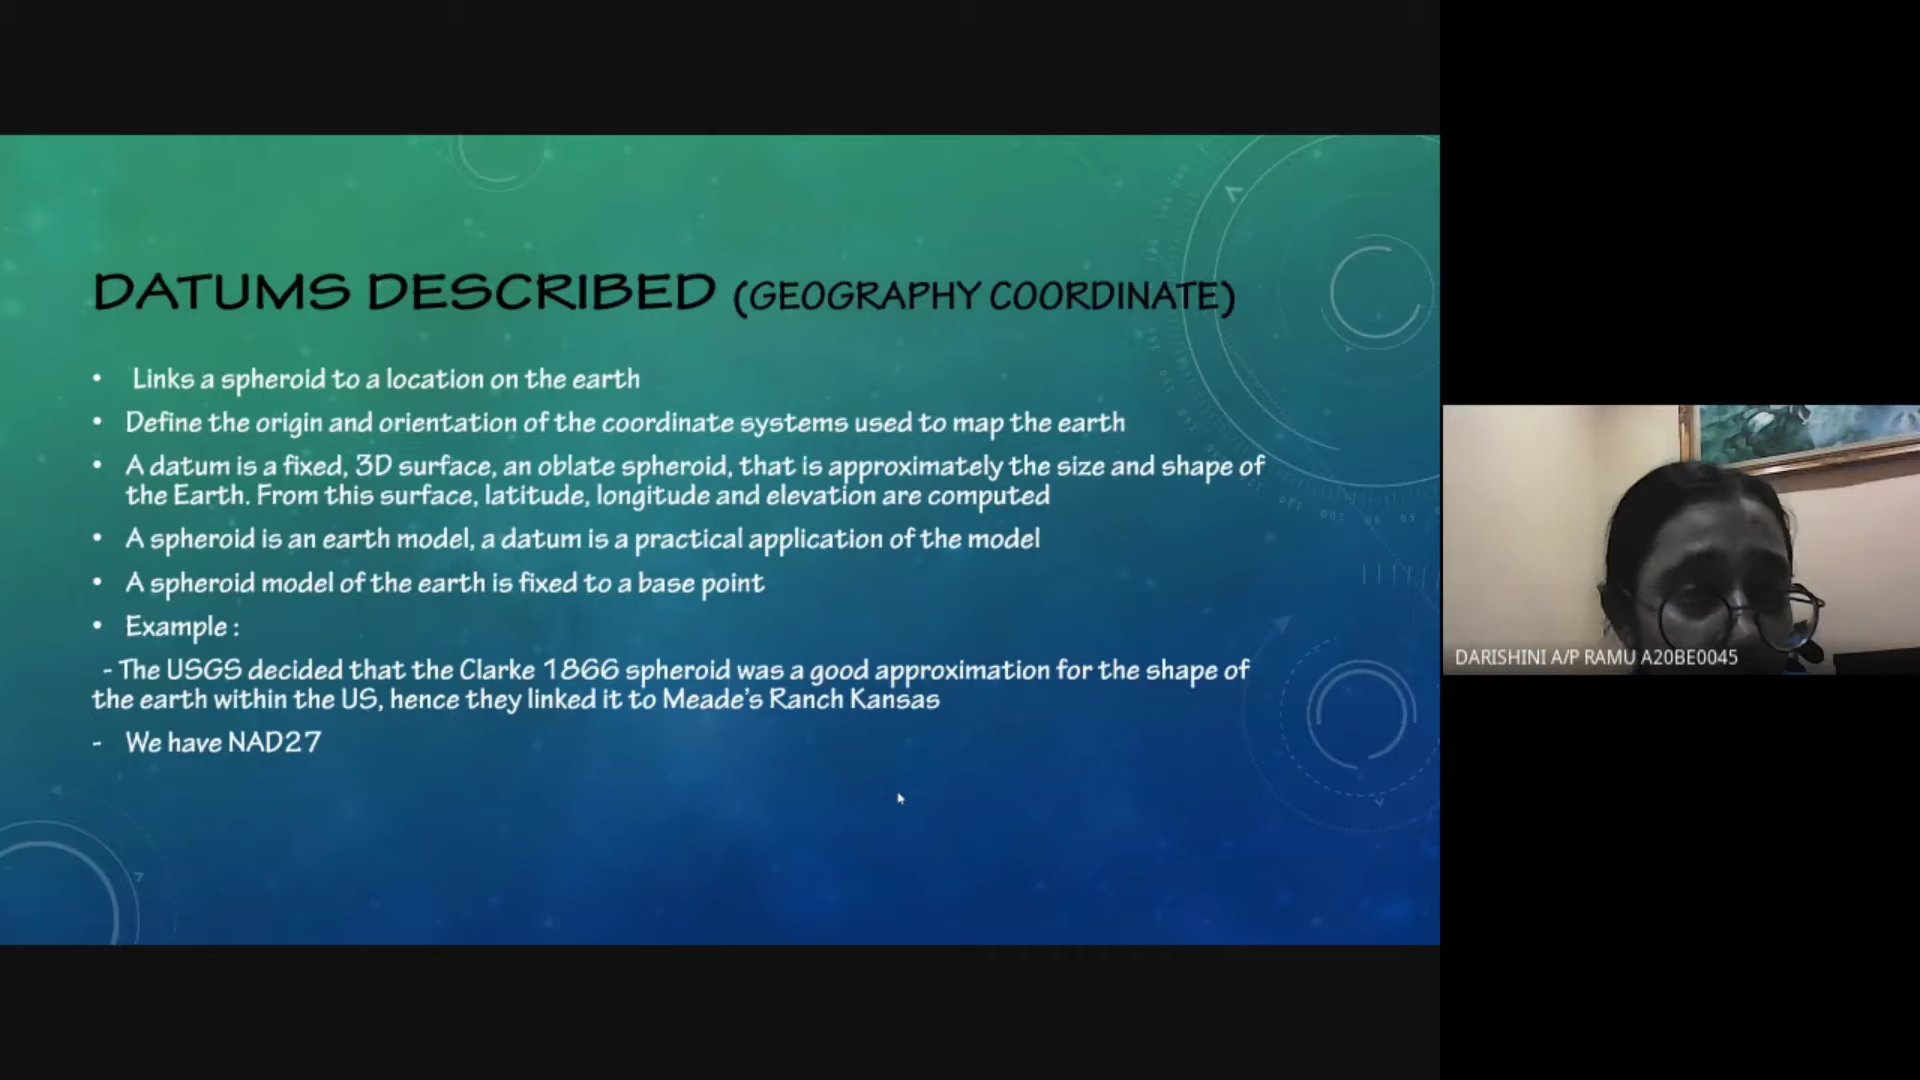 DATUMS DESCRIBED (GEOGRAPHY COORDINATE)
• Links a spheroid to a location on the earth
• Define the origin and orientation of the coordinate systems used to map the earth
• A datum is a fixed, 3D surface, an oblate spheroid, that is approximately the size and shape of
the Earth. From this surface, latitude, longitude and elevation are computed
• A spheroid is an earth model, a datum is a practical application of the model
• A spheroid model of the earth is fixed to a base point
• Example :
- The USGS decided that the Clarke 1866 spheroid was a good approximation for the shape of
the earth within the US, hence they linked it to Meade's Ranch Kansas
- We have NAD27
DARISHINI A/P RAMU A20BE0045